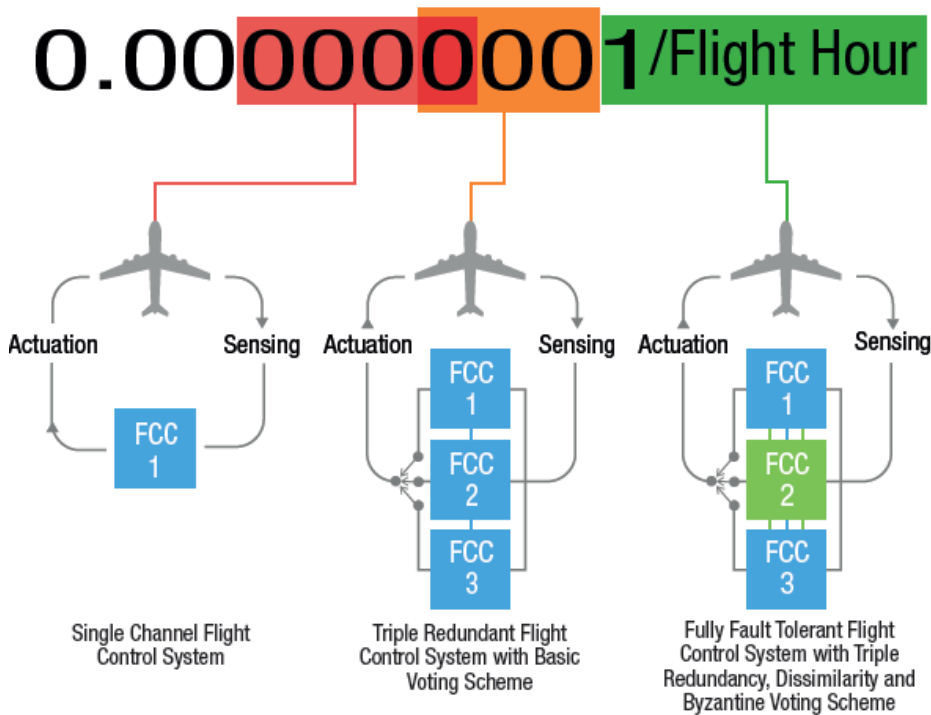 0.000000001/Flight Hour
Actuation
Sensing
FCC
1
Single Channel Flight
Control System
Actuation
Sensing
FCC
1
FCC
2
FCC
3
Triple Redundant Flight
Control System with Basic
Voting Scheme
Actuation
Sensing
FCC
1
FCC
2
FCC
3
Fully Fault Tolerant Flight
Control System with Triple
Redundancy, Dissimilarity and
Byzantine Voting Scheme